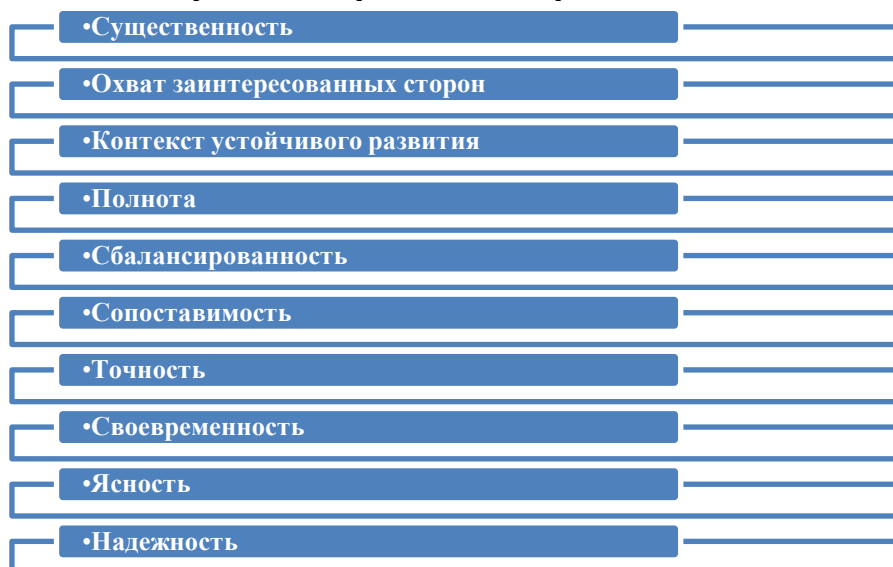 •Существенность
•Охват заинтересованных сторон
•Контекст устойчивого развития
•Полнота
•Сбалансированность
•Сопоставимость
•Точность
•Своевременность
•Ясность
•Надежность